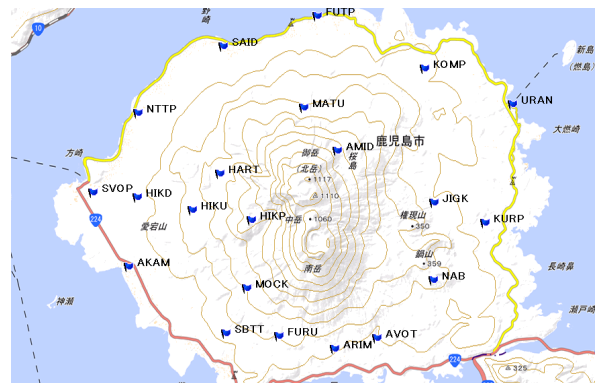 野崎
FUTP
10
SAID
新島
(燃島)
KOMP
URAN
MATU
NTTP
大燃崎
鹿児島市
AMID
方崎
御岳
(北岳)
桜島
HART
・1117
1110
SVOP
HIKD
HIKU
HIKP
中岳
・1060
JIGK
権現山
・350
KURP
224
愛宕山
鍋山
・359
AKAM
南岳
長崎鼻
NAB
MOCK
神瀬
瀬戸崎
SBTT
FURU
ARIM
AVOT
224
325